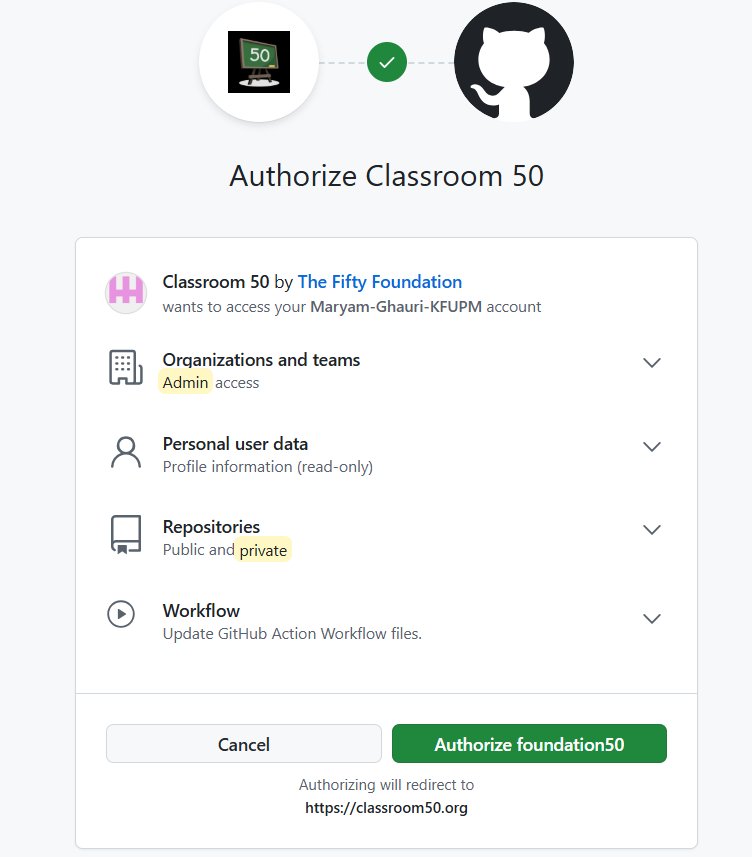 50
Authorize Classroom 50
Classroom 50 by The Fifty Foundation
wants to access your Maryam-Ghauri-KFUPM account
Organizations and teams
Admin access
Personal user data
Profile information (read-only)
Repositories
Public and private
Workflow
Update GitHub Action Workflow files.
Cancel
Authorize foundation50
Authorizing will redirect to
https://classroom50.org